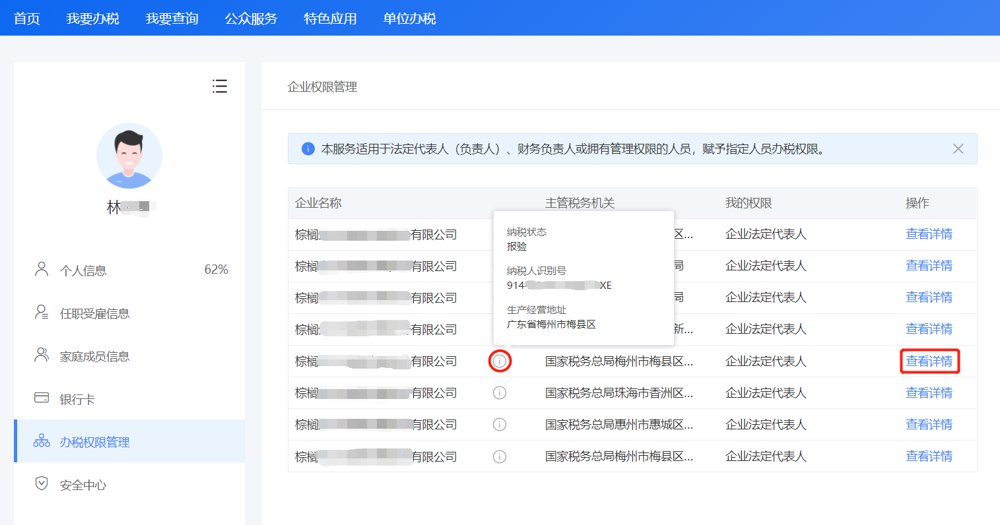 首页 我要办税 我要查询 公众服务 特色应用 单位办税
林
个人信息 62%
任职受雇信息
家庭成员信息
银行卡
办税权限管理
安全中心
企业权限管理
本服务适用于法定代表人（负责人）、财务负责人或拥有管理权限的人员，赋予指定人员办税权限。
企业名称 主管税务机关 我的权限 操作
棕榈 有限公司 区... 企业法定代表人 查看详情
棕榈 有限公司 局 企业法定代表人 查看详情
棕榈 有限公司 局 企业法定代表人 查看详情
棕榈 有限公司 新... 企业法定代表人 查看详情
纳税状态
报验
纳税人识别号
914 XE
生产经营地址
广东省梅州市梅县区
棕榈 有限公司 国家税务总局梅州市梅县区... 企业法定代表人 查看详情
棕榈 有限公司 国家税务总局珠海市香洲区... 企业法定代表人 查看详情
棕榈 有限公司 国家税务总局惠州市惠城区... 企业法定代表人 查看详情
棕榈 有限公司 国家税务总局梅州市梅县区... 企业法定代表人 查看详情